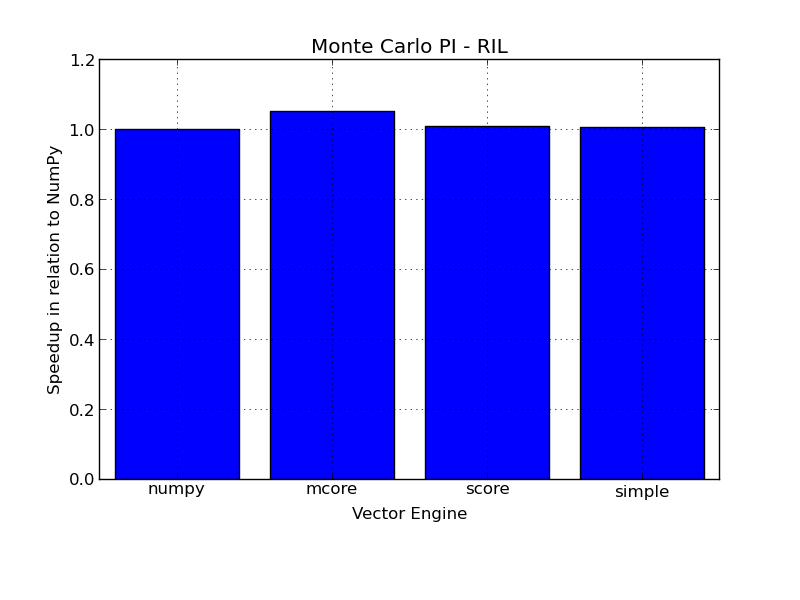 Monte Carlo PI - RIL
1.2
1.0
0.8
0.6
0.4
0.2
0.0
Speedup in relation to NumPy
numpy mcore score simple
Vector Engine